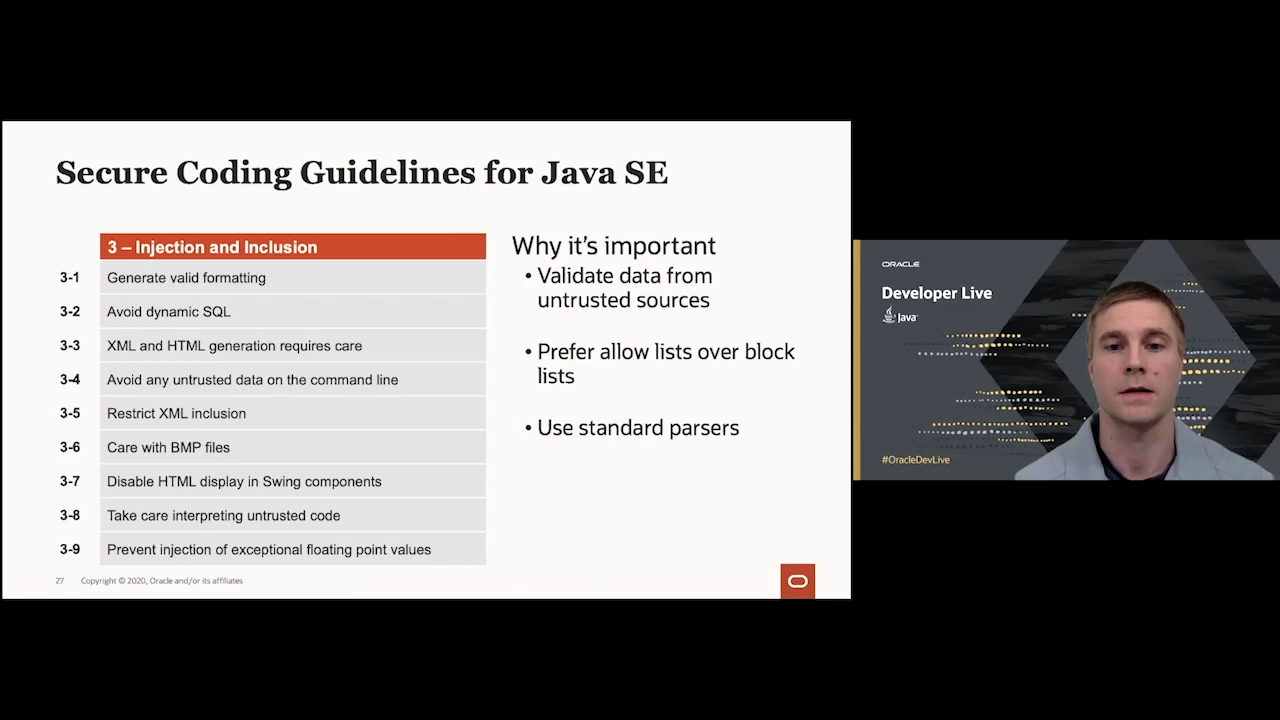 Secure Coding Guidelines for Java SE
3 – Injection and Inclusion
3-1 Generate valid formatting
3-2 Avoid dynamic SQL
3-3 XML and HTML generation requires care
3-4 Avoid any untrusted data on the command line
3-5 Restrict XML inclusion
3-6 Care with BMP files
3-7 Disable HTML display in Swing components
3-8 Take care interpreting untrusted code
3-9 Prevent injection of exceptional floating point values
Why it’s important
• Validate data from
untrusted sources
• Prefer allow lists over block
lists
• Use standard parsers
27 Copyright © 2020, Oracle and/or its affiliates
ORACLE
Developer Live
Java
#OracleDevLive